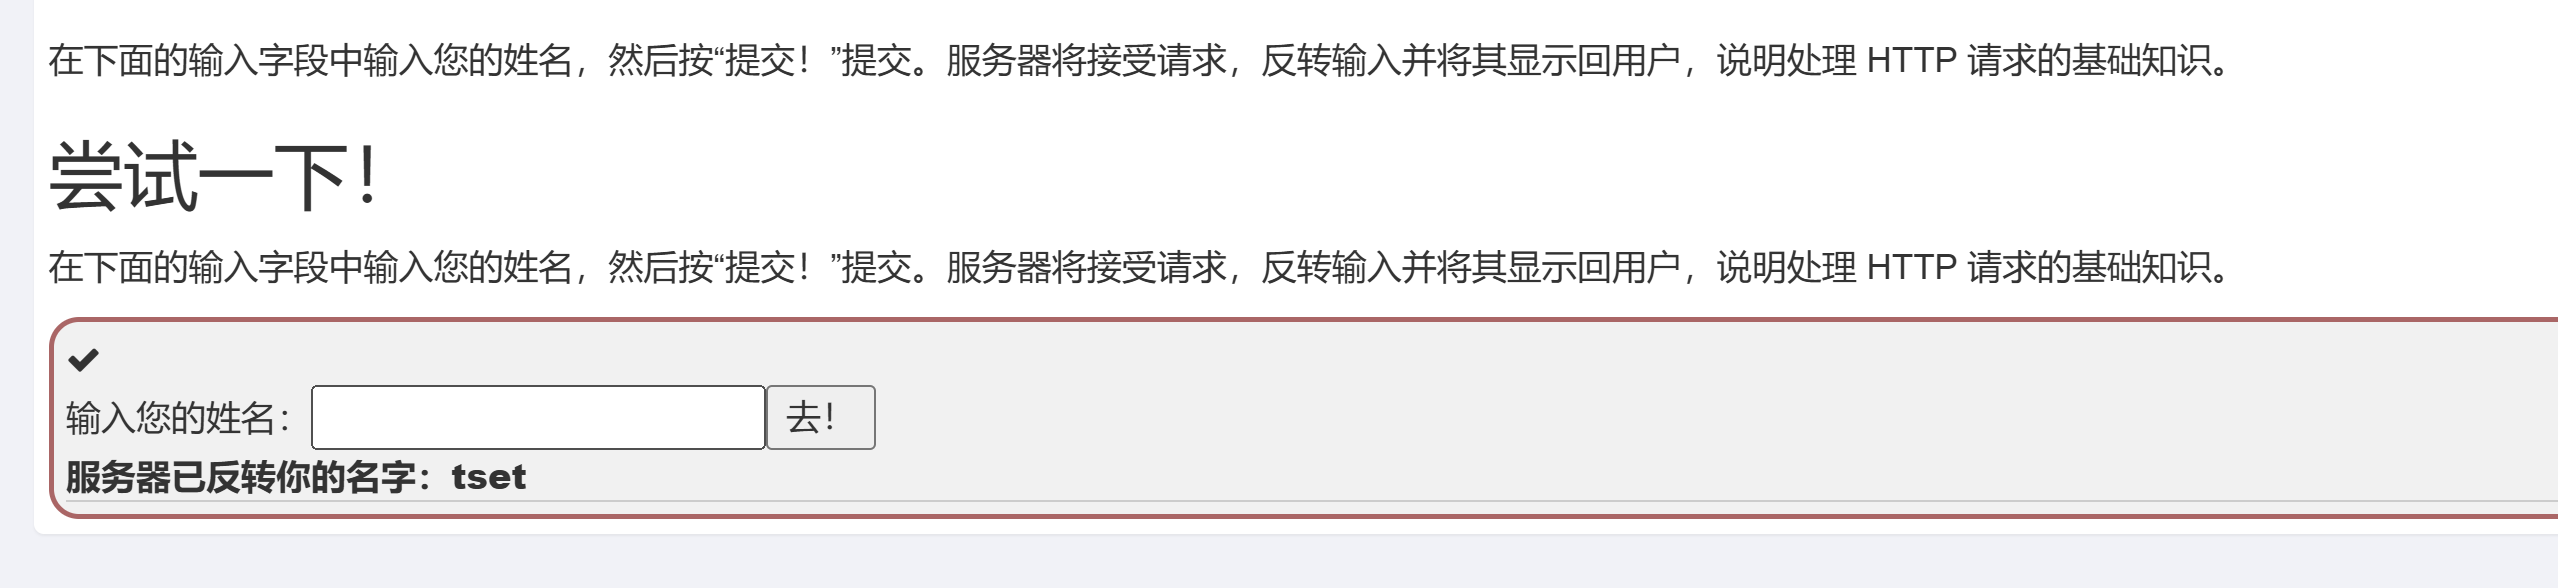 在下面的输入字段中输入您的姓名，然后按“提交！”提交。服务器将接受请求，反转输入并将其显示回用户，说明处理 HTTP 请求的基础知识。
尝试一下！
在下面的输入字段中输入您的姓名，然后按“提交！”提交。服务器将接受请求，反转输入并将其显示回用户，说明处理 HTTP 请求的基础知识。
输入您的姓名： 去！
服务器已反转你的名字：tset